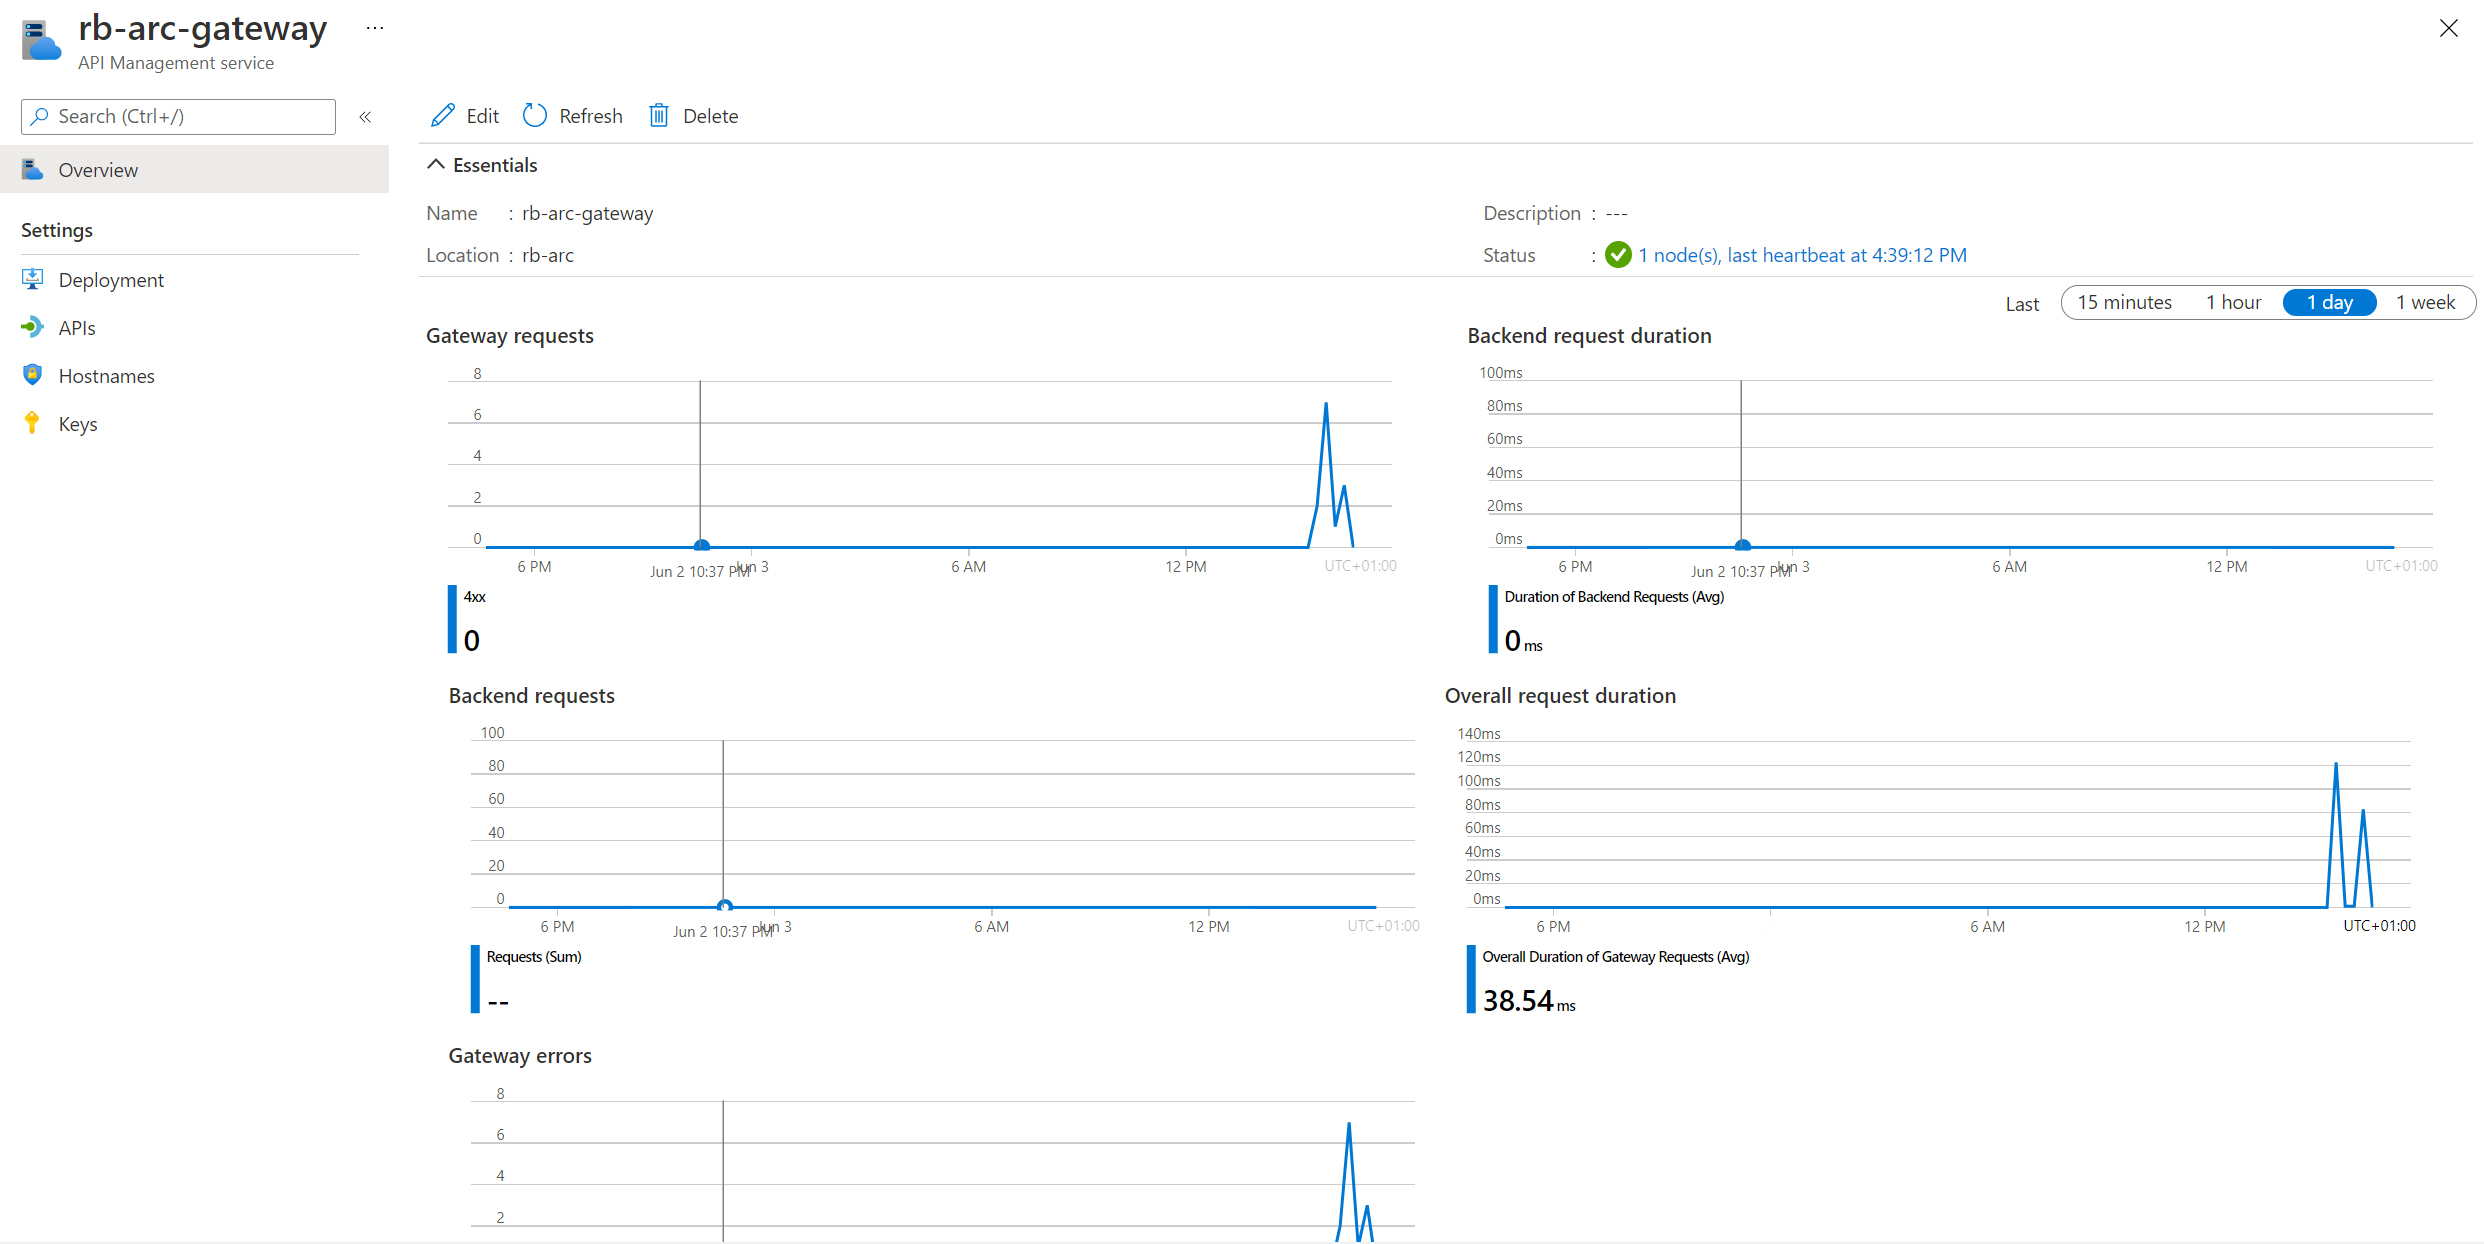 rb-arc-gateway ...
API Management service
Search (Ctrl+/)
«
Overview
Settings
Deployment
APIs
Hostnames
Keys
Edit Refresh Delete
Essentials
Name : rb-arc-gateway
Location : rb-arc
Description : ---
Status : 1 node(s), last heartbeat at 4:39:12 PM
Last 15 minutes 1 hour 1 day 1 week
Gateway requests
8
6
4
2
0
6 PM Jun 2 10:37 PM Jun 3 6 AM 12 PM UTC+01:00
4xx
0
Backend request duration
100ms
80ms
60ms
40ms
20ms
0ms
6 PM Jun 2 10:37 PM Jun 3 6 AM 12 PM UTC+01:00
Duration of Backend Requests (Avg)
0 ms
Backend requests
100
80
60
40
20
0
6 PM Jun 2 10:37 PM Jun 3 6 AM 12 PM UTC+01:00
Requests (Sum)
--
Overall request duration
140ms
120ms
100ms
80ms
60ms
40ms
20ms
0ms
6 PM 6 AM 12 PM UTC+01:00
Overall Duration of Gateway Requests (Avg)
38.54 ms
Gateway errors
8
6
4
2